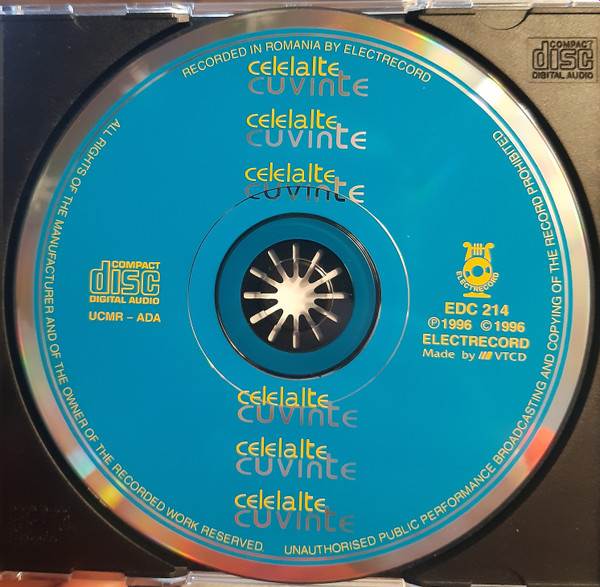 RECORDED IN ROMANIA BY ELECTRECORD
celelalte
cuvinte
celelalte
cuvinte
celelalte
cuvinte
COMPACT
disc
DIGITAL AUDIO
UCMR – ADA
ELECTRECORD
EDC 214
℗1996 ©1996
ELECTRECORD
Made by VTCD
celelalte
cuvinte
celelalte
cuvinte
celelalte
cuvinte
ALL RIGHTS OF THE MANUFACTURER AND OF THE OWNER OF THE RECORDED WORK RESERVED. UNAUTHORISED PUBLIC PERFORMANCE BROADCASTING AND COPYING OF THE RECORD PROHIBITED
COMPACT
disc
DIGITAL AUDIO